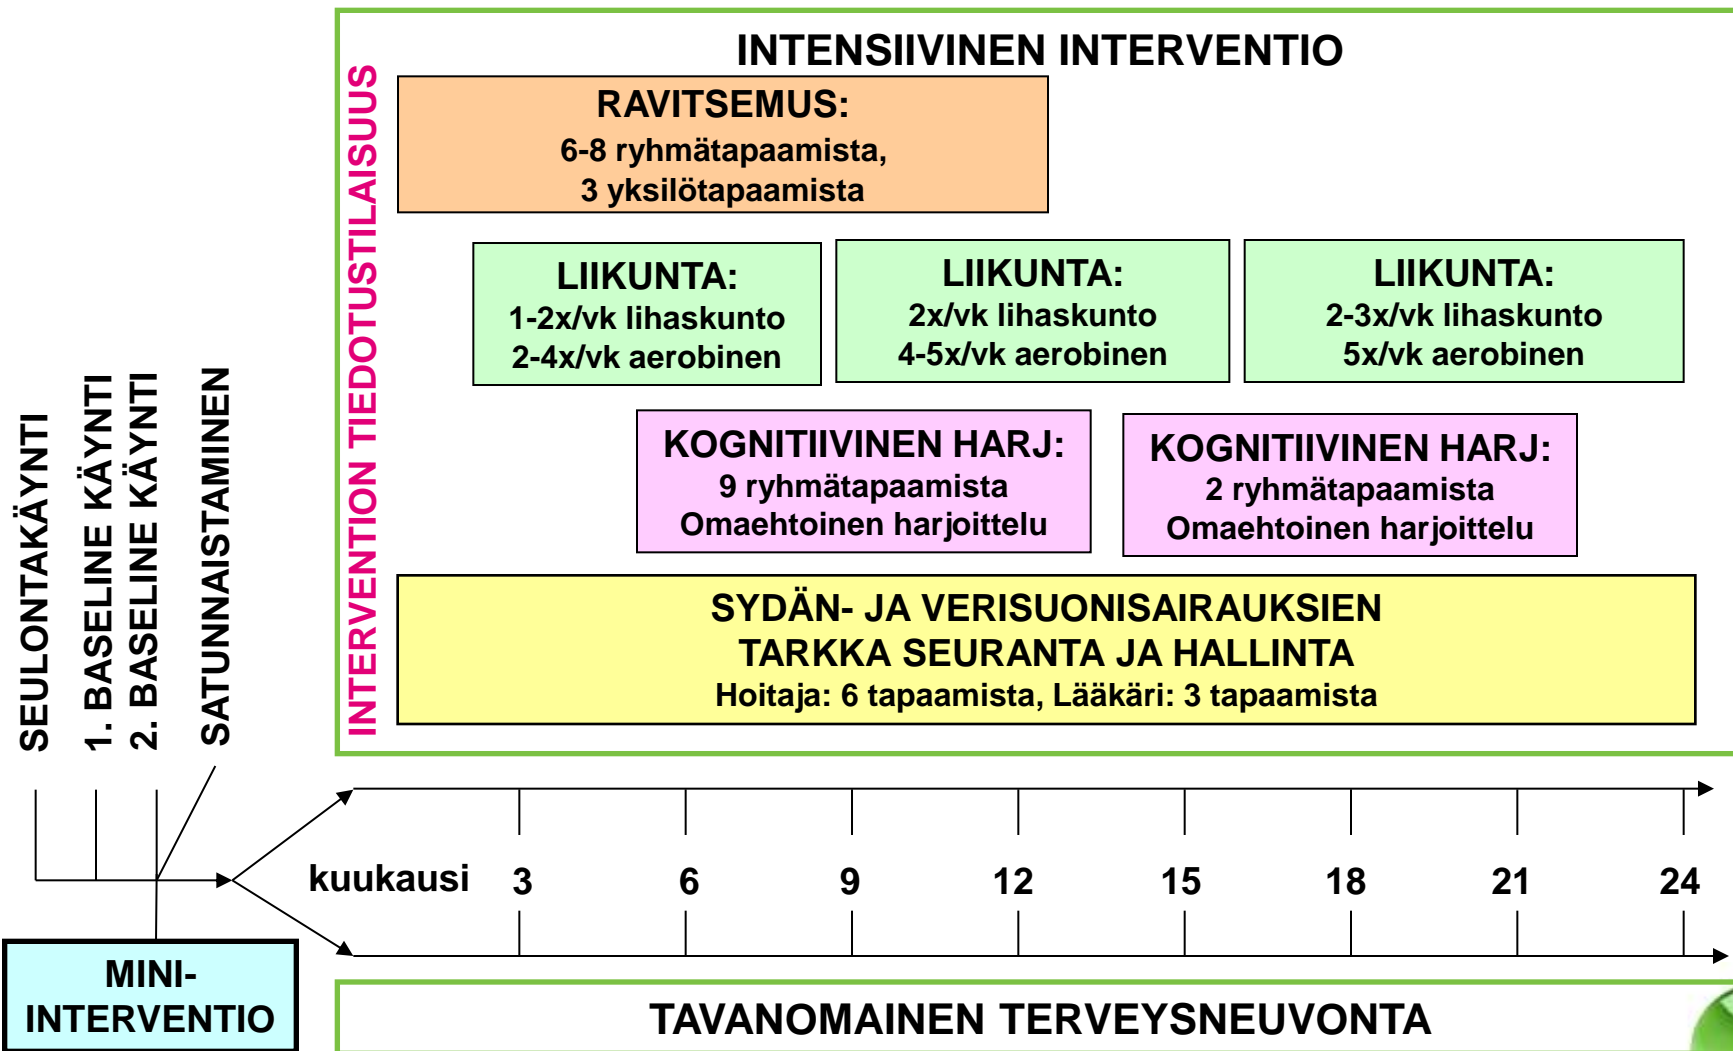 INTENSIIVINEN INTERVENTIO
INTERVENTION TIEDOTUSTILAISUUS
RAVITSEMUS:
6-8 ryhmätapaamista,
3 yksilötapaamista
LIIKUNTA:
1-2x/vk lihaskunto
2-4x/vk aerobinen
LIIKUNTA:
2x/vk lihaskunto
4-5x/vk aerobinen
LIIKUNTA:
2-3x/vk lihaskunto
5x/vk aerobinen
KOGNITIIVINEN HARJ:
9 ryhmätapaamista
Omaehtoinen harjoittelu
KOGNITIIVINEN HARJ:
2 ryhmätapaamista
Omaehtoinen harjoittelu
SYDÄN- JA VERISUONISAIRAUKSIEN
TARKKA SEURANTA JA HALLINTA
Hoitaja: 6 tapaamista, Lääkäri: 3 tapaamista
SEULONTAKÄYNTI
1. BASELINE KÄYNTI
2. BASELINE KÄYNTI
SATUNNAISTAMINEN
kuukausi 3 6 9 12 15 18 21 24
MINI-
INTERVENTIO
TAVANOMAINEN TERVEYSNEUVONTA